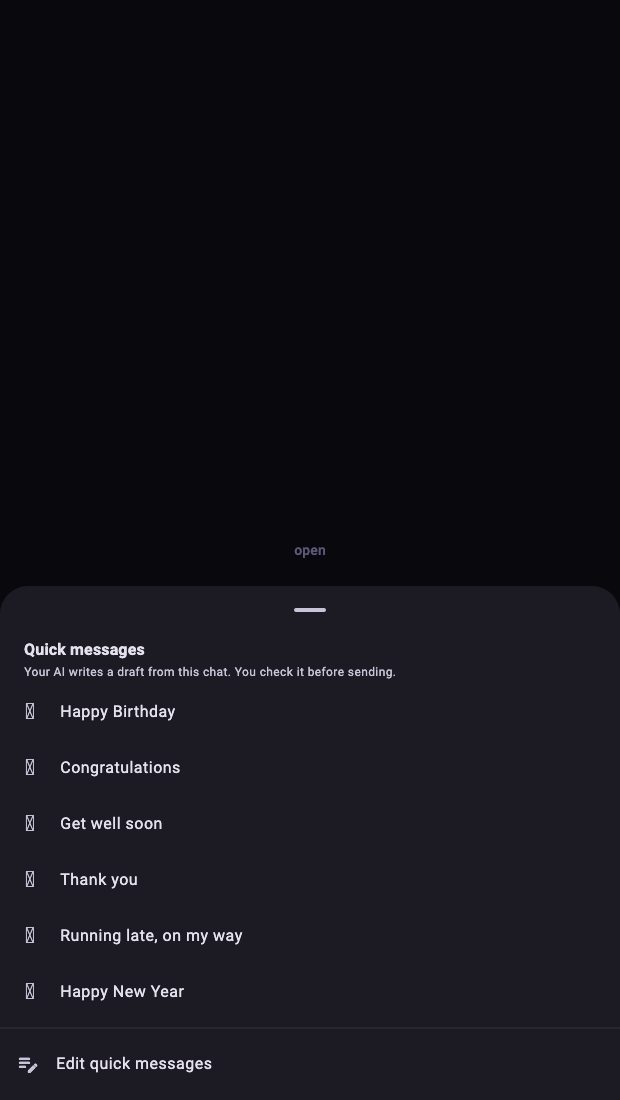 open
Quick messages
Your AI writes a draft from this chat. You check it before sending.
Happy Birthday
Congratulations
Get well soon
Thank you
Running late, on my way
Happy New Year
Edit quick messages